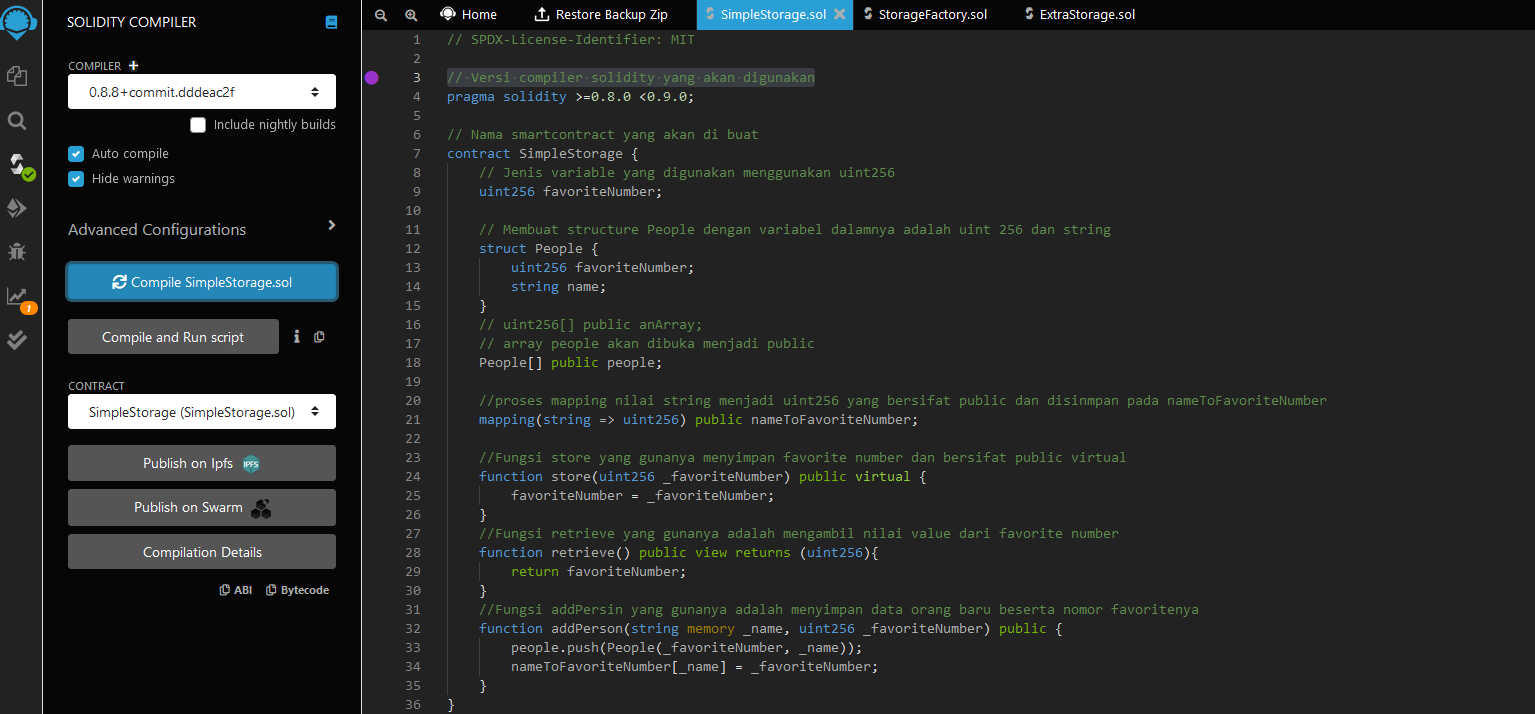 SOLIDITY COMPILER
COMPILER
0.8.8+commit.dddeac2f
Include nightly builds
Auto compile
Hide warnings
Advanced Configurations
Compile SimpleStorage.sol
Compile and Run script
CONTRACT
SimpleStorage (SimpleStorage.sol)
Publish on Ipfs IPFS
Publish on Swarm
Compilation Details
ABI Bytecode
1
Home Restore Backup Zip SimpleStorage.sol StorageFactory.sol ExtraStorage.sol
1 // SPDX-License-Identifier: MIT
2
3 // Versi compiler solidity yang akan digunakan
4 pragma solidity >=0.8.0 <0.9.0;
5
6 // Nama smartcontract yang akan di buat
7 contract SimpleStorage {
8 // Jenis variable yang digunakan menggunakan uint256
9 uint256 favoriteNumber;
10
11 // Membuat structure People dengan variabel dalamnya adalah uint 256 dan string
12 struct People {
13 uint256 favoriteNumber;
14 string name;
15 }
16 // uint256[] public anArray;
17 // array people akan dibuka menjadi public
18 People[] public people;
19
20 //proses mapping nilai string menjadi uint256 yang bersifat public dan disinmpan pada nameToFavoriteNumber
21 mapping(string => uint256) public nameToFavoriteNumber;
22
23 //Fungsi store yang gunanya menyimpan favorite number dan bersifat public virtual
24 function store(uint256 _favoriteNumber) public virtual {
25 favoriteNumber = _favoriteNumber;
26 }
27 //Fungsi retrieve yang gunanya adalah mengambil nilai value dari favorite number
28 function retrieve() public view returns (uint256){
29 return favoriteNumber;
30 }
31 //Fungsi addPersin yang gunanya adalah menyimpan data orang baru beserta nomor favoritenya
32 function addPerson(string memory _name, uint256 _favoriteNumber) public {
33 people.push(People(_favoriteNumber, _name));
34 nameToFavoriteNumber[_name] = _favoriteNumber;
35 }
36 }